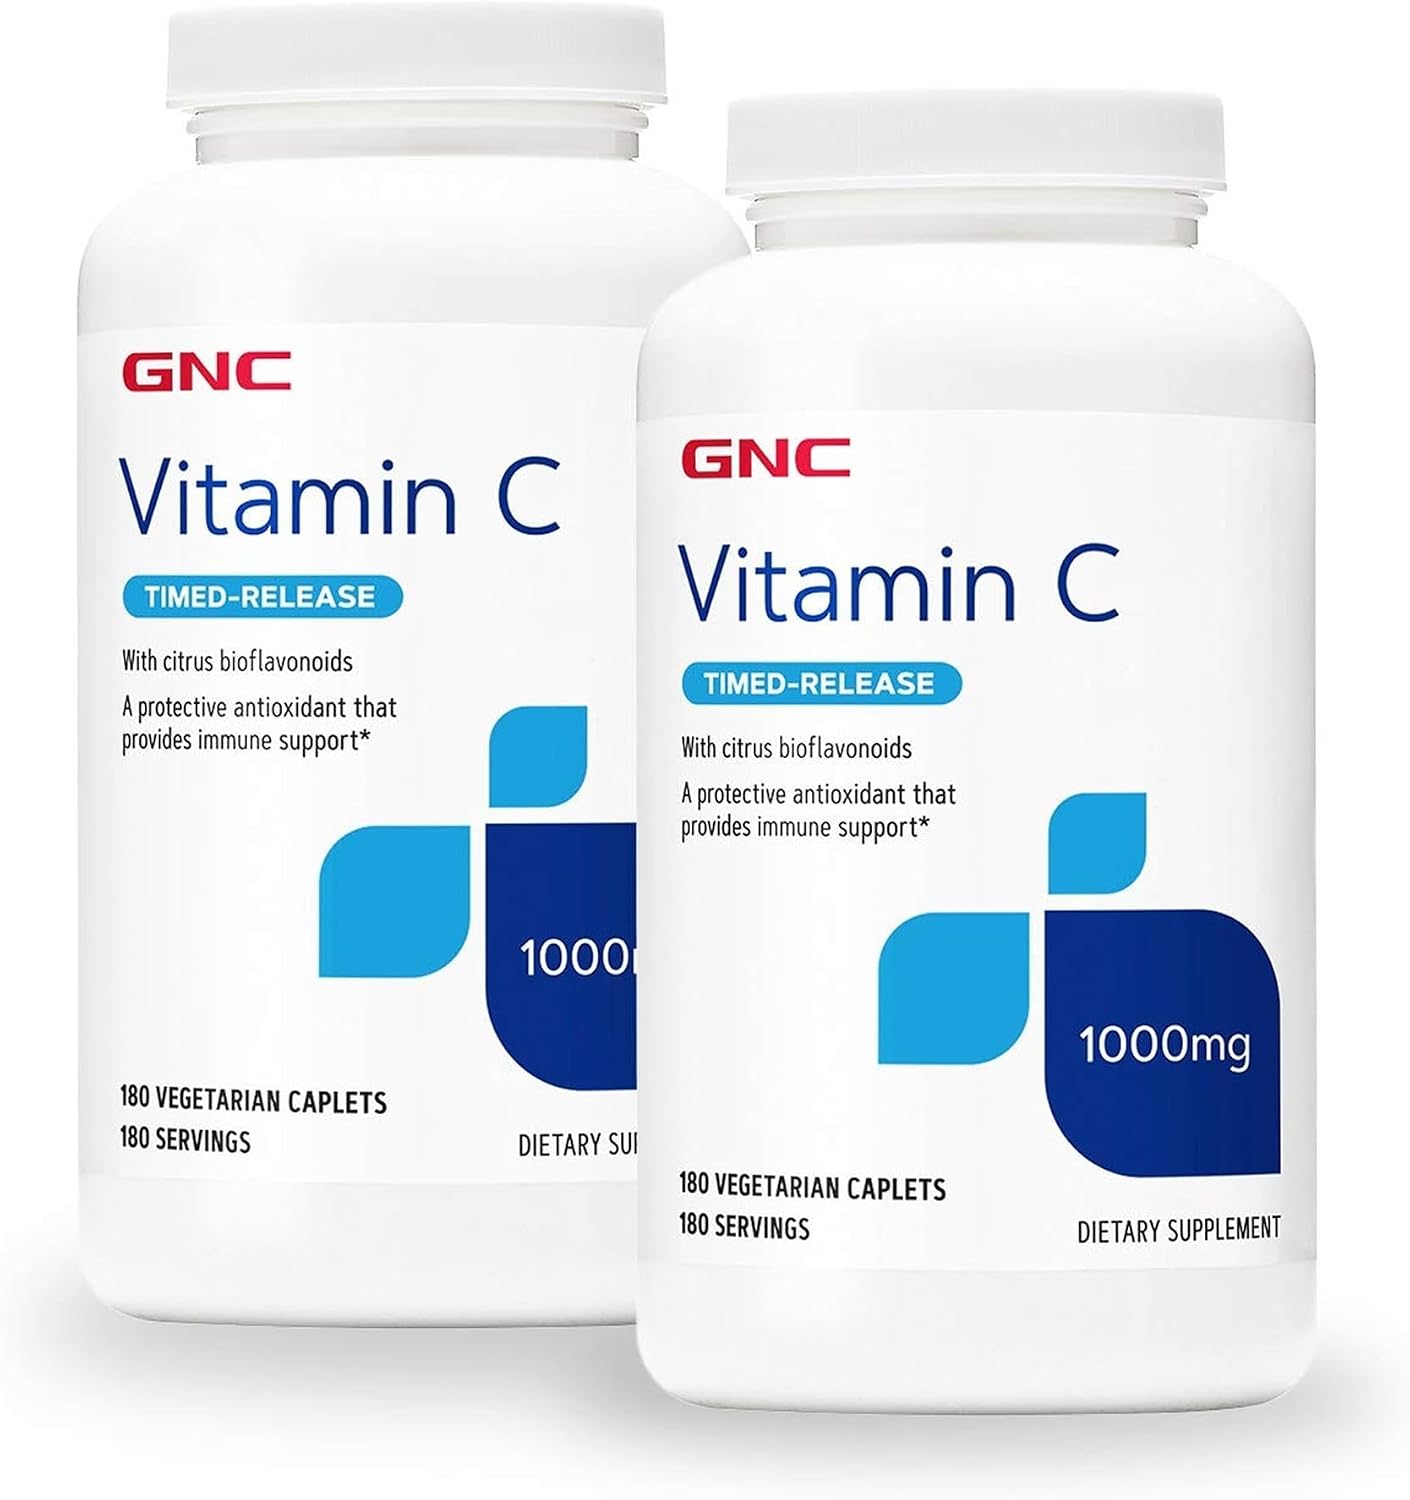 GNC
Vitamin C
TIMED-RELEASE
With citrus bioflavonoids
A protective antioxidant that
provides immune support*
180 VEGETARIAN CAPLETS
180 SERVINGS
DIETARY
GNC
Vitamin C
TIMED-RELEASE
With citrus bioflavonoids
A protective antioxidant that
provides immune support*
1000mg
180 VEGETARIAN CAPLETS
180 SERVINGS
DIETARY SUPPLEMENT